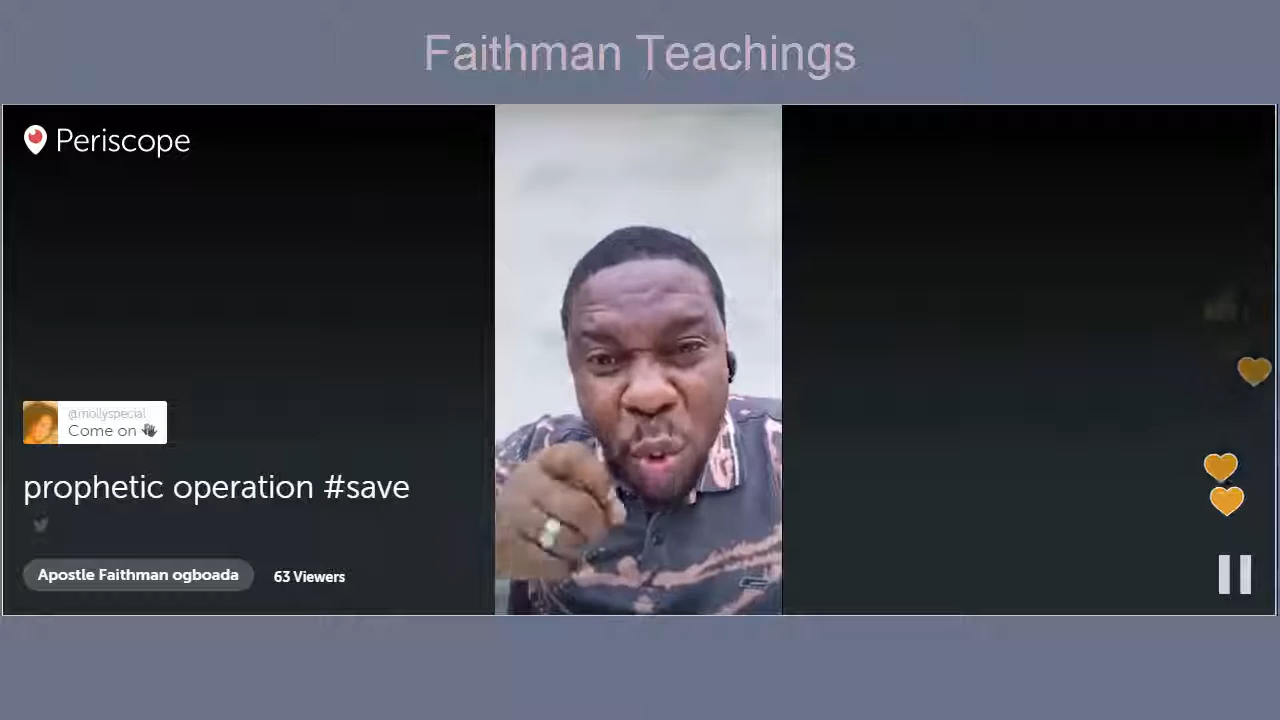 Faithman Teachings
Periscope
@mollyspecial
Come on
prophetic operation #save
Apostle Faithman ogboada
63 Viewers